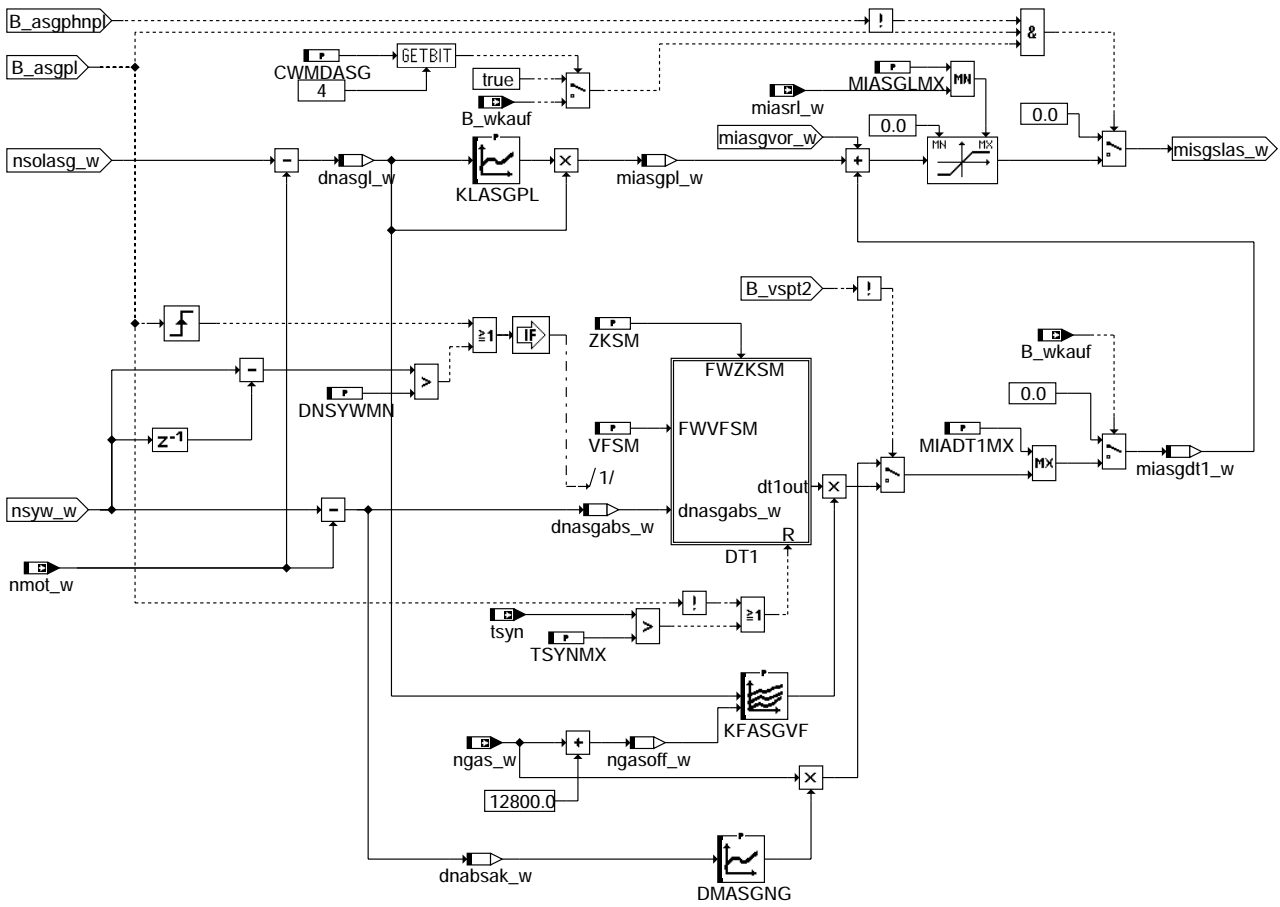 B_asgphnpl
!
&
B_asgpl
P
CWMDASG
GETBIT
4
true
B_wkauf
P
MIASGLMX
MN
miasrl_w
miasgvor_w
0.0
MN
MX
0.0
misgslas_w
nsolasg_w
-
dnasgl_w
P
KLASGPL
X
miasgpl_w
+
B_vspt2
!
≥1
IF
P
ZKSM
FWZKSM
B_wkauf
0.0
-
>
P
DNSYWMN
z-1
P
VFSM
FWVFSM
/1/
P
MIADT1MX
MX
miasgdt1_w
nsyw_w
-
dnasgabs_w
dnasgabs_w
dt1out
X
R
DT1
nmot_w
!
≥1
tsyn
>
P
TSYNMX
P
KFASGVF
ngas_w
+
ngasoff_w
12800.0
X
dnabsak_w
P
DMASGNG